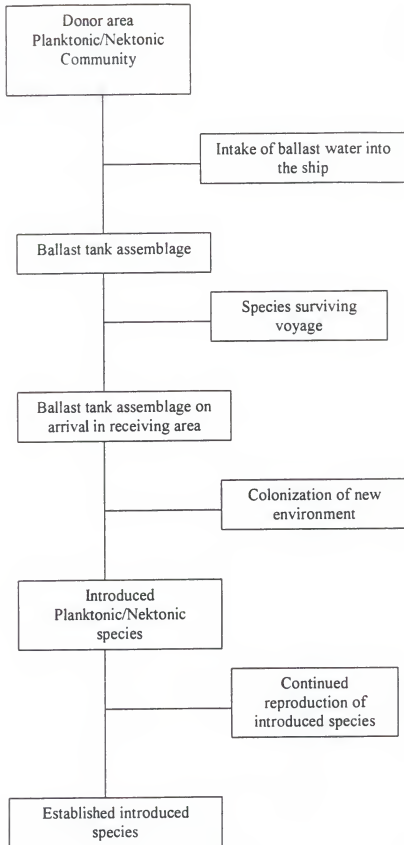 Donor area
Planktonic/Nektonic
Community
Intake of ballast water into
the ship
Ballast tank assemblage
Species surviving
voyage
Ballast tank assemblage on
arrival in receiving area
Colonization of new
environment
Introduced
Planktonic/Nektonic
species
Continued
reproduction of
introduced species
Established introduced
species